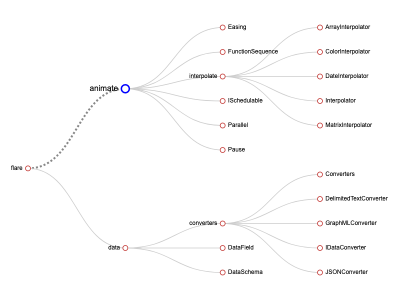 flare
animate
Easing
FunctionSequence
interpolate
ArrayInterpolator
ColorInterpolator
DateInterpolator
Interpolator
MatrixInterpolator
ISchedulable
Parallel
Pause
data
converters
Converters
DelimitedTextConverter
GraphMLConverter
IDataConverter
JSONConverter
DataField
DataSchema